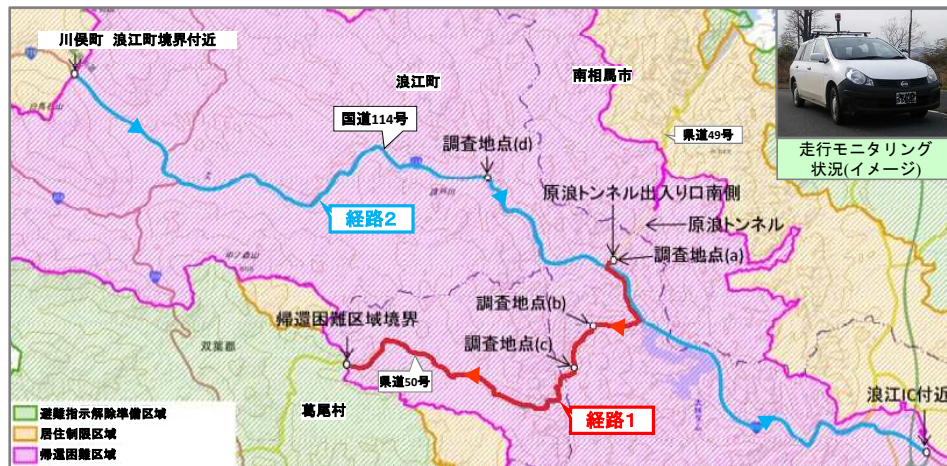 川俣町 浪江町境界付近
浪江町
南相馬市
国道114号
県道49号
走行モニタリング
状況(イメージ)
調査地点(d)
原浪トンネル出入り口南側
経路2
原浪トンネル
調査地点(a)
調査地点(b)
帰還困難区域境界
双葉郡
調査地点(c)
県道50号
浪江IC付近
葛尾村
経路1
避難指示解除準備区域
居住制限区域
帰還困難区域